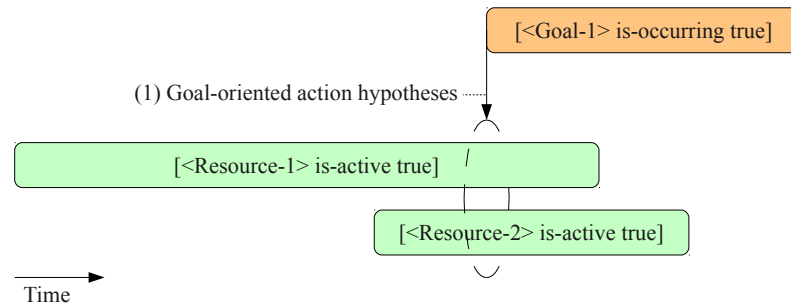 [<Goal-1> is-occurring true]
(1) Goal-oriented action hypotheses
[<Resource-1> is-active true]
[<Resource-2> is-active true]
Time